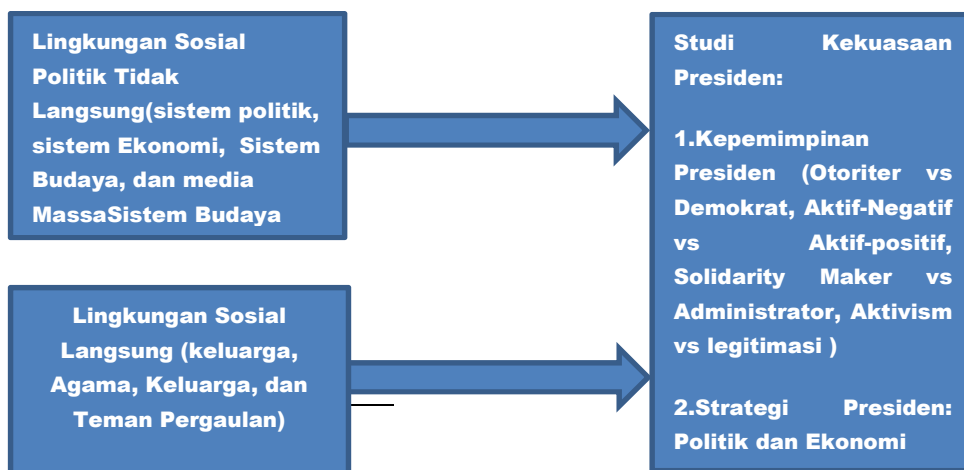 Lingkungan Sosial
Politik Tidak
Langsung(sistem politik,
sistem Ekonomi, Sistem
Budaya, dan media
MassaSistem Budaya
Lingkungan Sosial
Langsung (keluarga,
Agama, Keluarga, dan
Teman Pergaulan)
Studi Kekuasaan
Presiden:
1.Kepemimpinan
Presiden (Otoriter vs
Demokrat, Aktif-Negatif
vs Aktif-positif,
Solidarity Maker vs
Administrator, Aktivism
vs legitimasi )
2.Strategi Presiden:
Politik dan Ekonomi